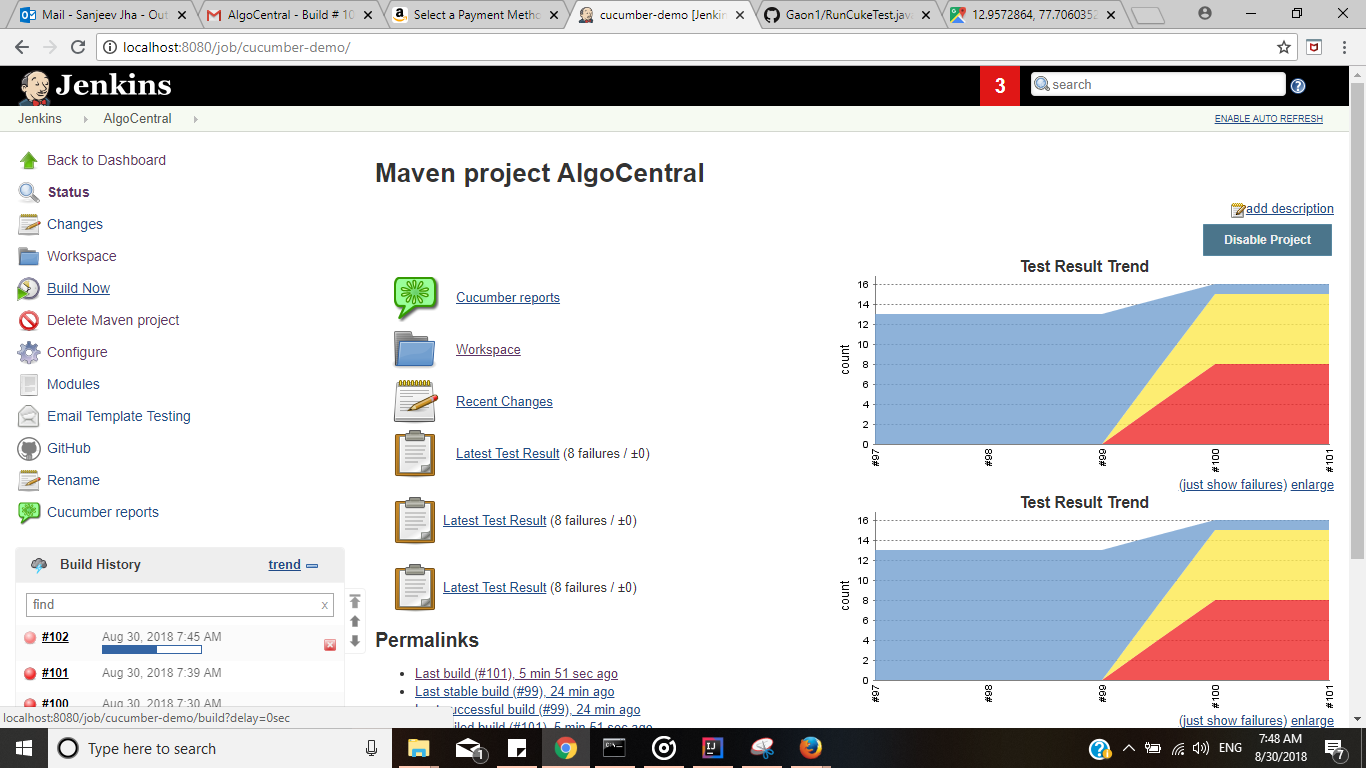 Mail - Sanjeev Jha - Out
AlgoCentral - Build # 10
Select a Payment Metho
cucumber-demo [Jenkin
Gaon1/RunCukeTest.java
12.9572864, 77.7060352
localhost:8080/job/cucumber-demo/
Jenkins
3
search
Jenkins
AlgoCentral
ENABLE AUTO REFRESH
Back to Dashboard
Status
Changes
Workspace
Build Now
Delete Maven project
Configure
Modules
Email Template Testing
GitHub
Rename
Cucumber reports
Build History
trend
find
x
#102
Aug 30, 2018 7:45 AM
#101
Aug 30, 2018 7:39 AM
#100
Aug 30, 2018 7:30 AM
localhost:8080/job/cucumber-demo/build?delay=0sec
Maven project AlgoCentral
add description
Disable Project
Cucumber reports
Workspace
Recent Changes
Latest Test Result (8 failures / ±0)
Latest Test Result (8 failures / ±0)
Latest Test Result (8 failures / ±0)
Permalinks
Last build (#101), 5 min 51 sec ago
Last stable build (#99), 24 min ago
successful build (#99), 24 min ago
build (#101), 5 min 51 sec ago
Test Result Trend
count
16
14
12
10
8
6
4
2
0
#97
#98
#99
#100
#101
(just show failures) enlarge
Test Result Trend
count
16
14
12
10
8
6
4
2
0
#97
#98
#99
#100
#101
(just show failures) enlarge
Type here to search
1
ENG
7:48 AM
8/30/2018
7